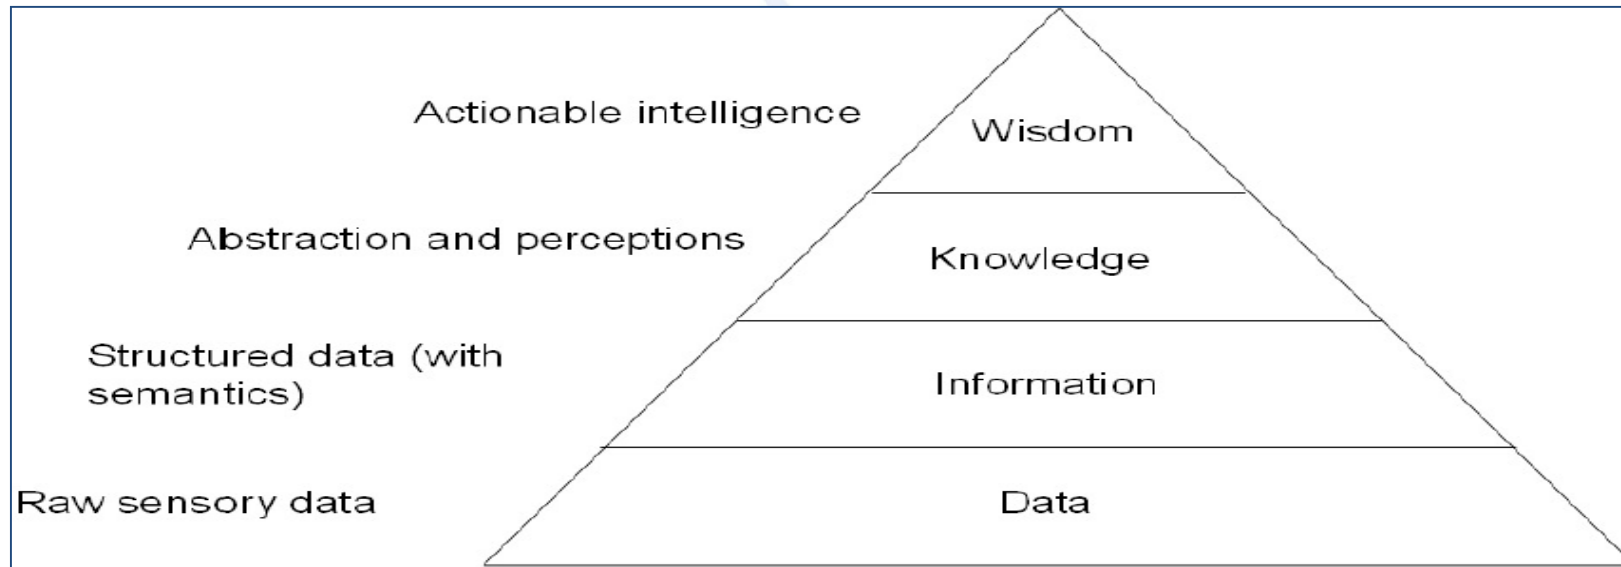 Actionable intelligence
Wisdom
Abstraction and perceptions
Knowledge
Structured data (with
semantics)
Information
Raw sensory data
Data